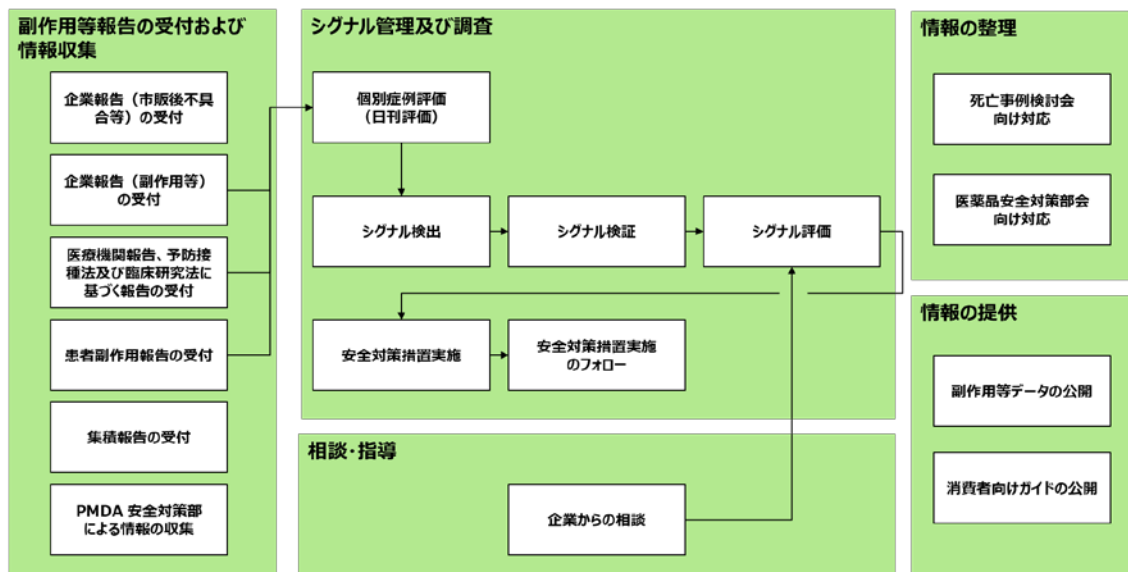 副作用等報告の受付および
情報収集
企業報告（市販後不具
合等）の受付
企業報告（副作用等）
の受付
医療機関報告、予防接
種法及び臨床研究法に
基づく報告の受付
患者副作用報告の受付
集積報告の受付
PMDA 安全対策部
による情報の収集
シグナル管理及び調査
個別症例評価
（日刊評価）
シグナル検出
シグナル検証
シグナル評価
安全対策措置実施
安全対策措置実施
のフォロー
相談・指導
企業からの相談
情報の整理
死亡事例検討会
向け対応
医薬品安全対策部会
向け対応
情報の提供
副作用等データの公開
消費者向けガイドの公開